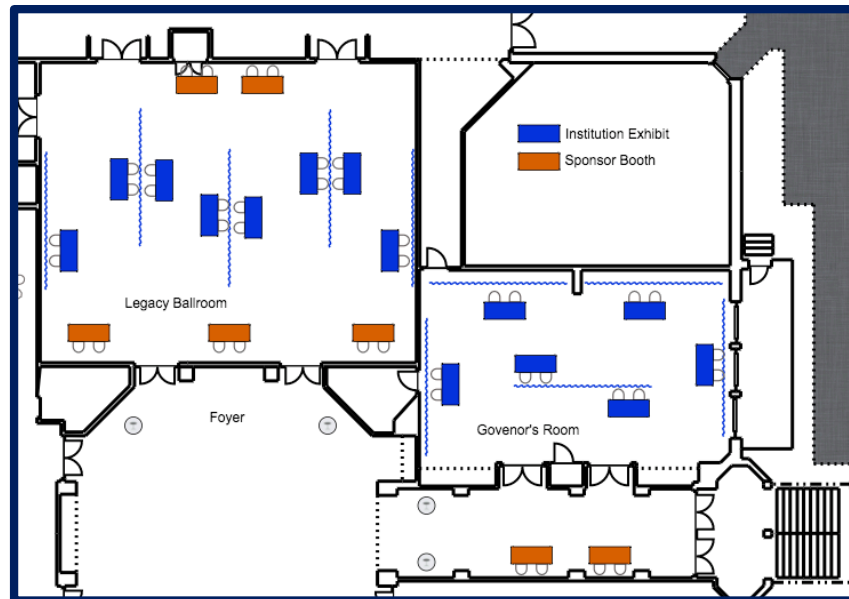 Institution Exhibit
Sponsor Booth
Legacy Ballroom
Foyer
Govenor's Room